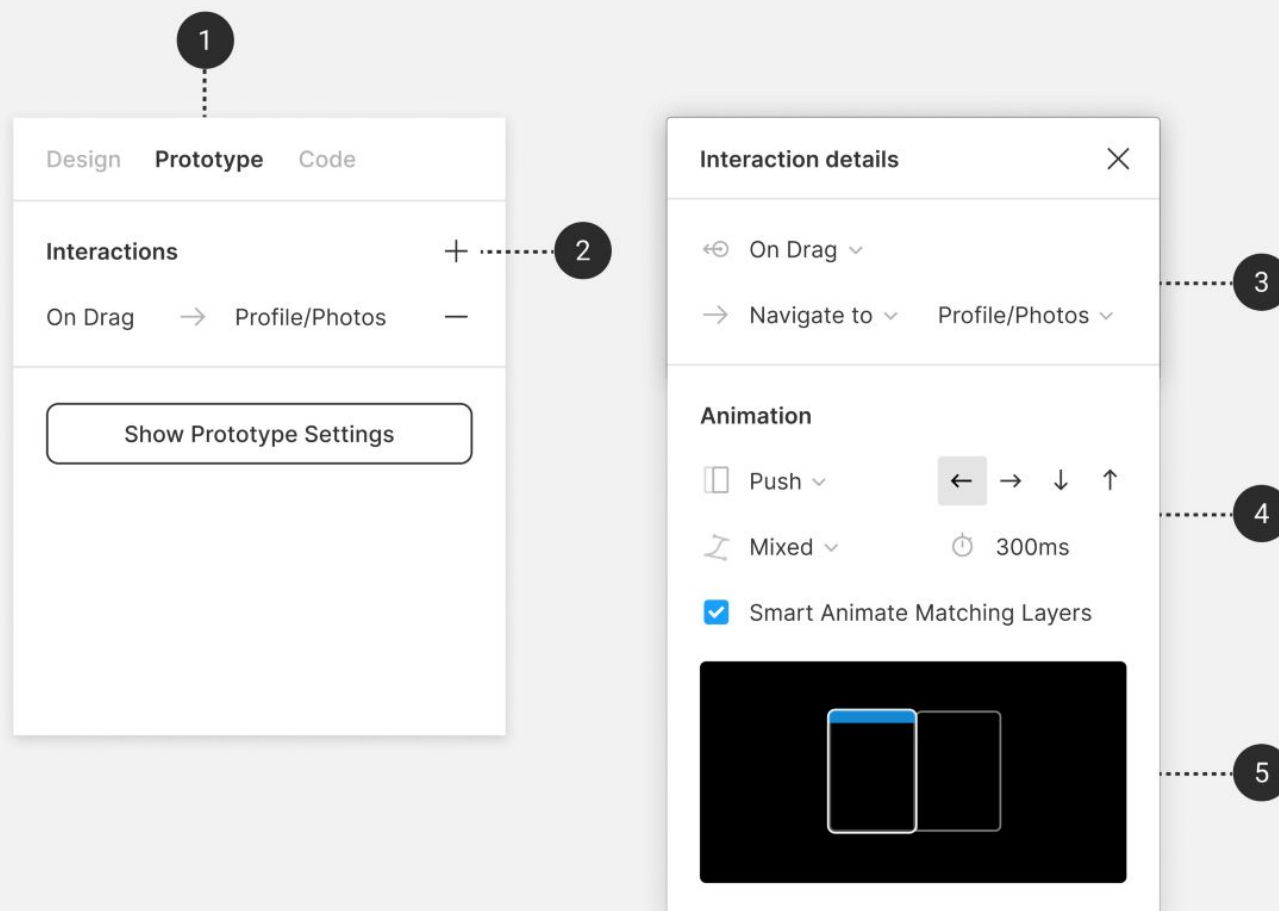 1
Design Prototype Code
Interactions
2
On Drag Profile/Photos
Show Prototype Settings
Interaction details
On Drag
3
Navigate to Profile/Photos
Animation
Push
4
Mixed 300ms
Smart Animate Matching Layers
5